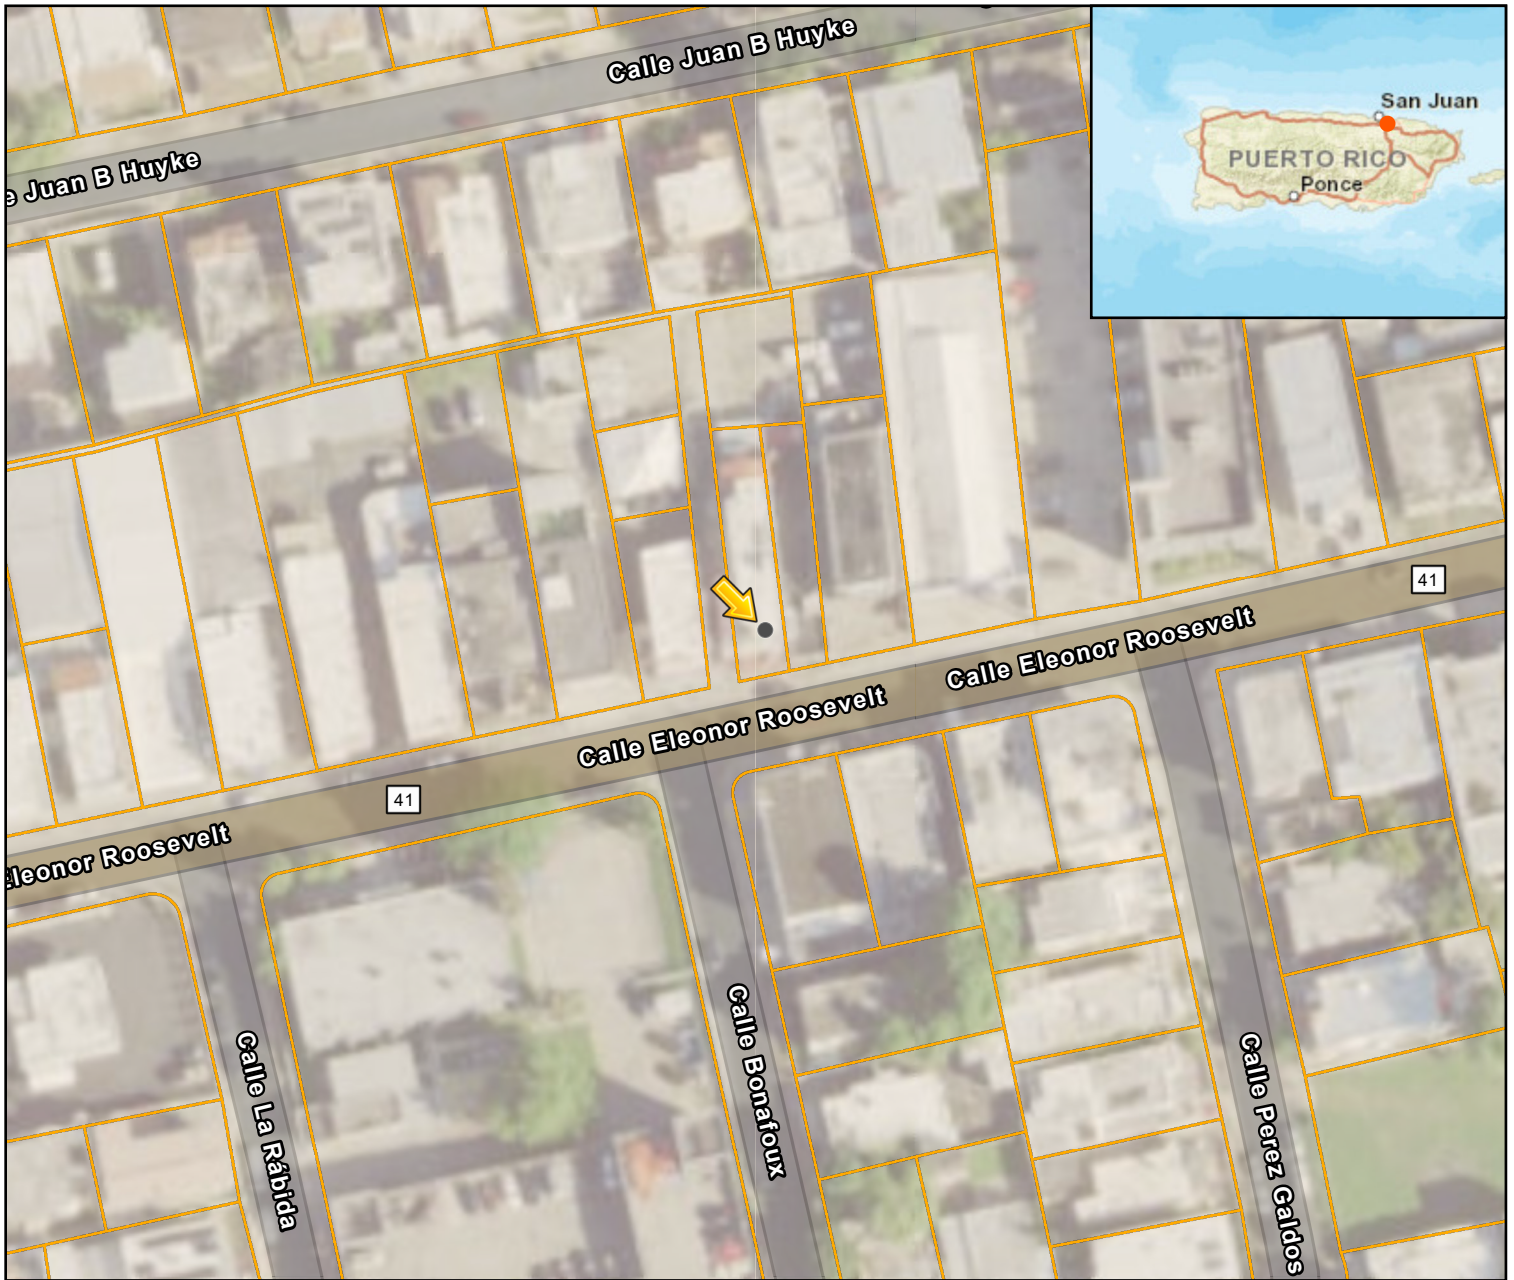 Calle Juan B Huyke
San Juan
PUERTO RICO
Ponce
e Juan B Huyke
41
Calle Eleonor Roosevelt
Calle Eleonor Roosevelt
41
Eleonor Roosevelt
Calle La Rábida
Calle Bonafoux
Calle Perez Galdos